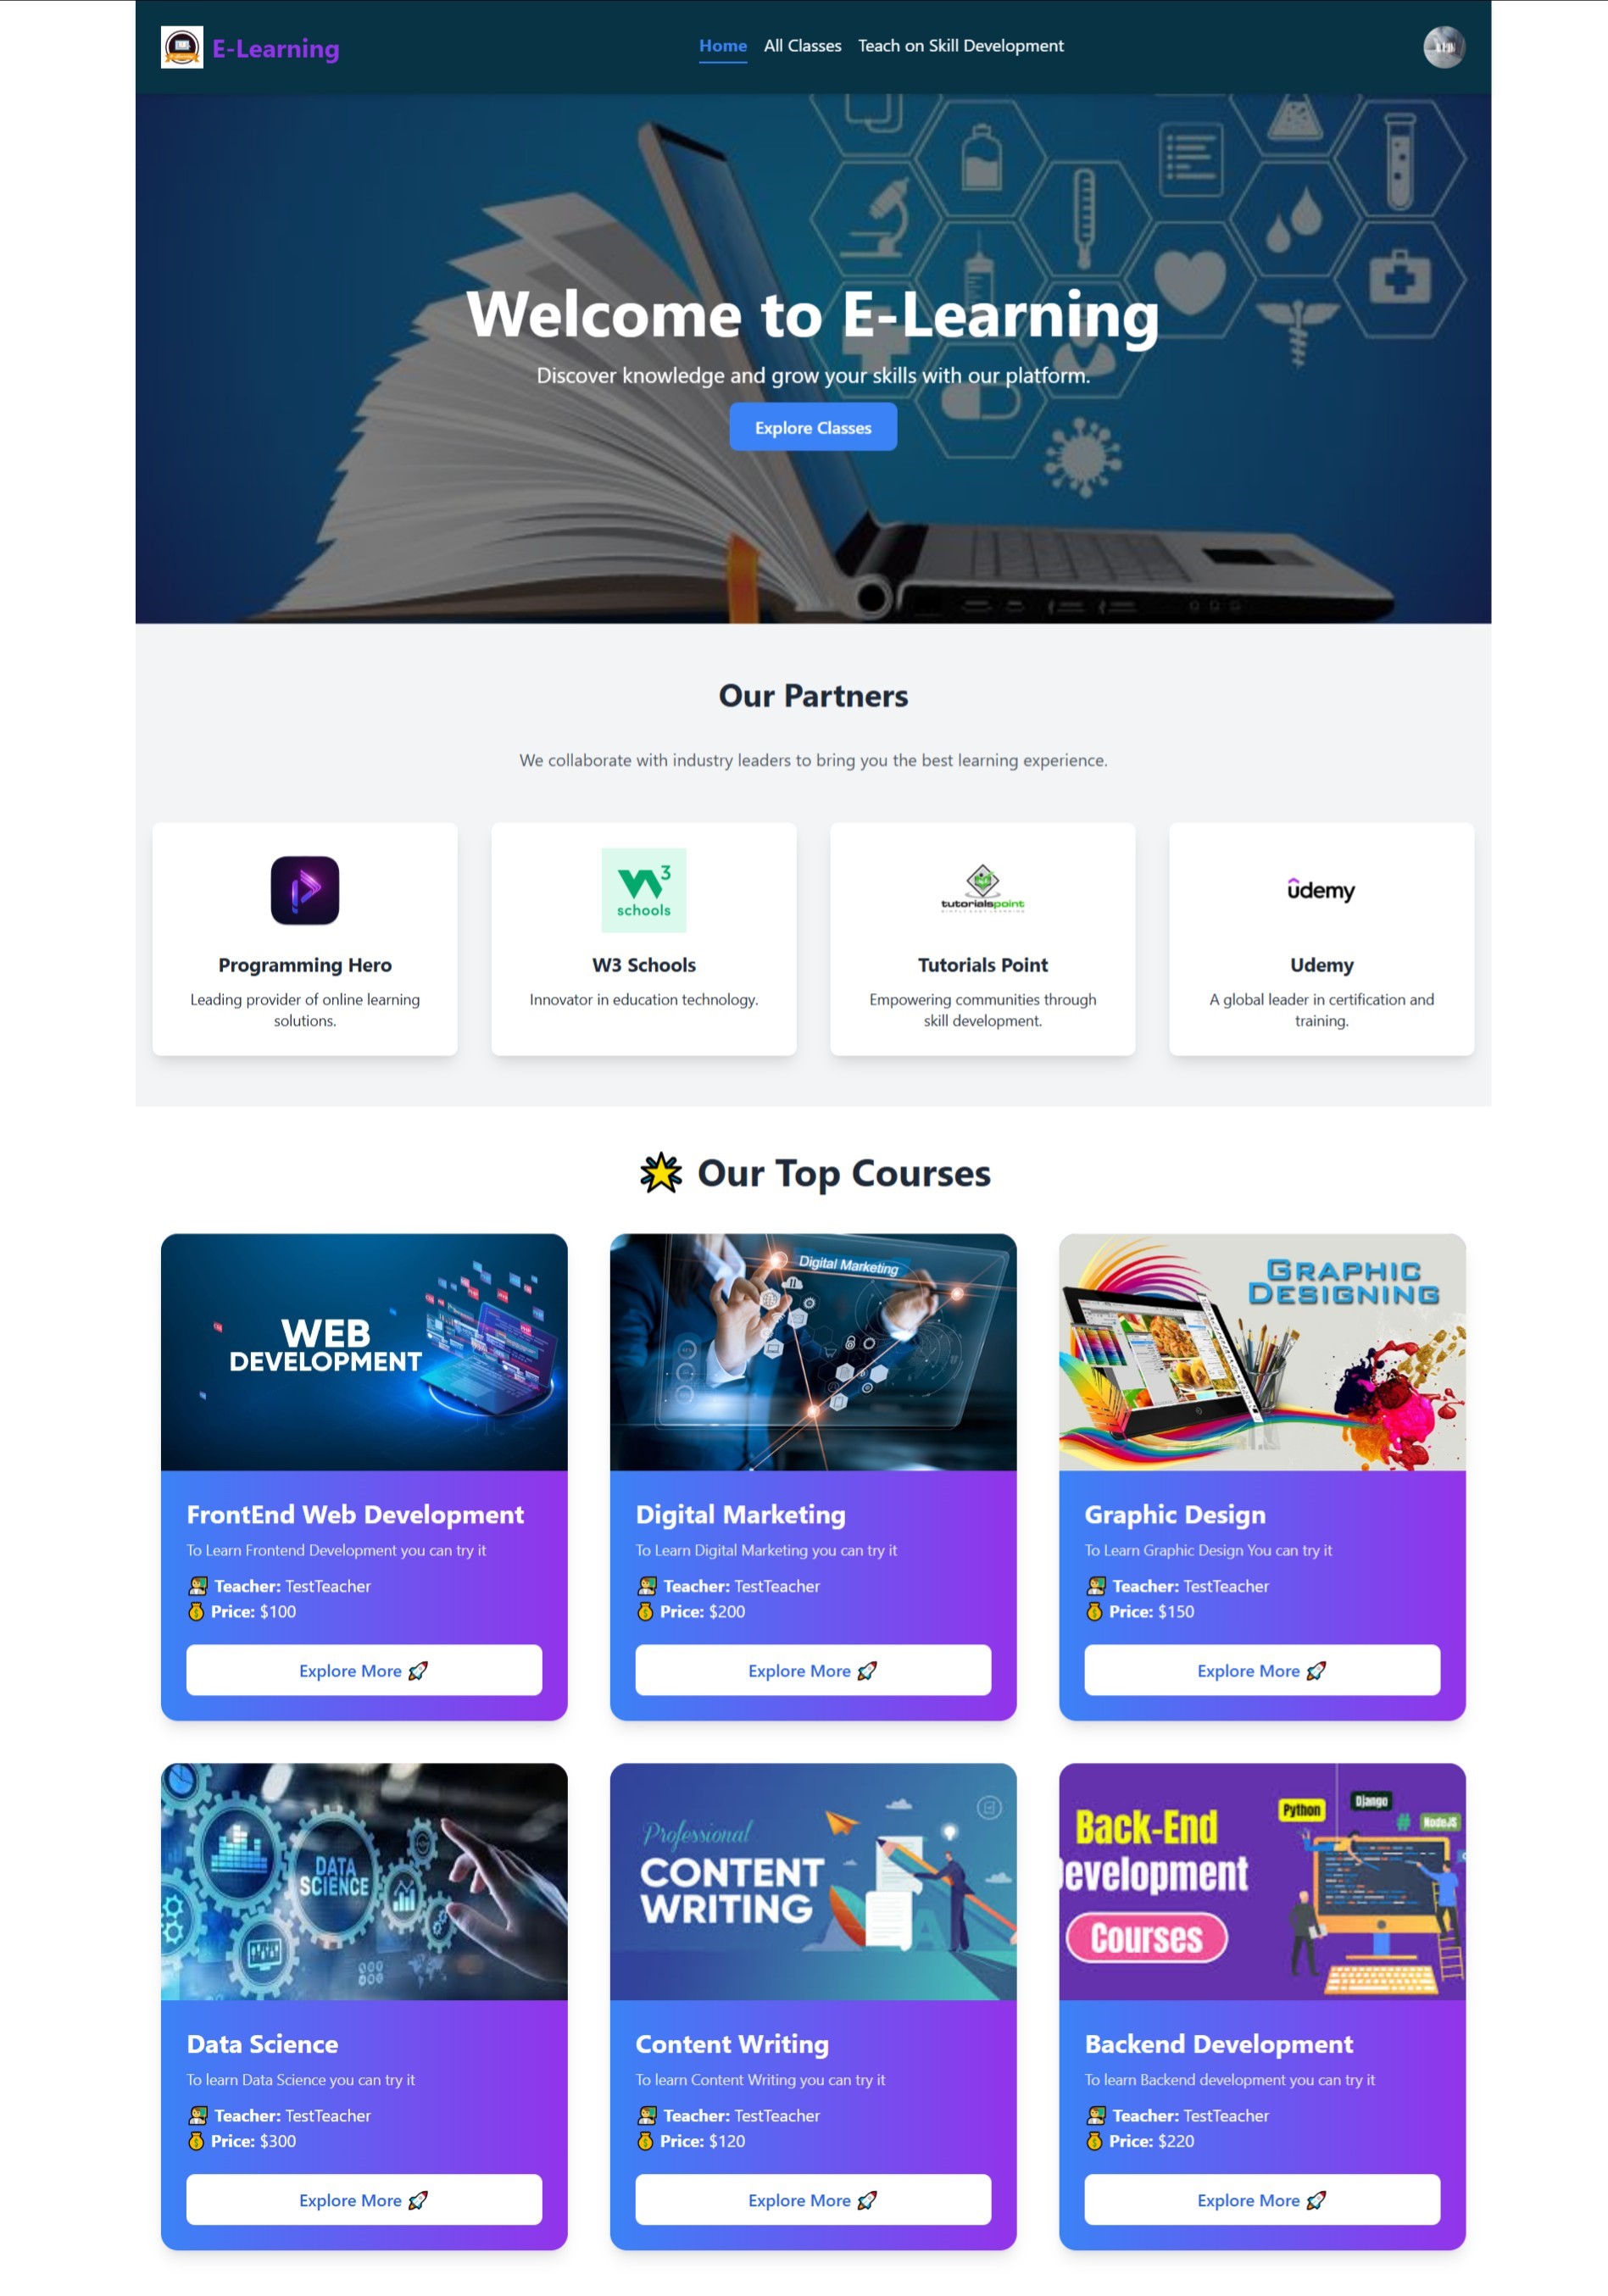 E-Learning
Home All Classes Teach on Skill Development
Welcome to E-Learning
Discover knowledge and grow your skills with our platform.
Explore Classes
Our Partners
We collaborate with industry leaders to bring you the best learning experience.
W3
schools
tutorialspoint
udemy
Programming Hero
Leading provider of online learning
solutions.
W3 Schools
Innovator in education technology.
Tutorials Point
Empowering communities through
skill development.
Udemy
A global leader in certification and
training.
🌟 Our Top Courses
WEB
DEVELOPMENT
FrontEnd Web Development
To Learn Frontend Development you can try it
👩‍🏫 Teacher: TestTeacher
💰 Price: $100
Explore More 🚀
Digital Marketing
Digital Marketing
To Learn Digital Marketing you can try it
👩‍🏫 Teacher: TestTeacher
💰 Price: $200
Explore More 🚀
GRAPHIC
DESIGNING
Graphic Design
To Learn Graphic Design You can try it
👩‍🏫 Teacher: TestTeacher
💰 Price: $150
Explore More 🚀
DATA
SCIENCE
Data Science
To learn Data Science you can try it
👩‍🏫 Teacher: TestTeacher
💰 Price: $300
Explore More 🚀
Professional
CONTENT
WRITING
Content Writing
To learn Content Writing you can try it
👩‍🏫 Teacher: TestTeacher
💰 Price: $120
Explore More 🚀
Back-End
evelopment
Courses
Python
Django
# NodeJS
Backend Development
To learn Backend development you can try it
👩‍🏫 Teacher: TestTeacher
💰 Price: $220
Explore More 🚀